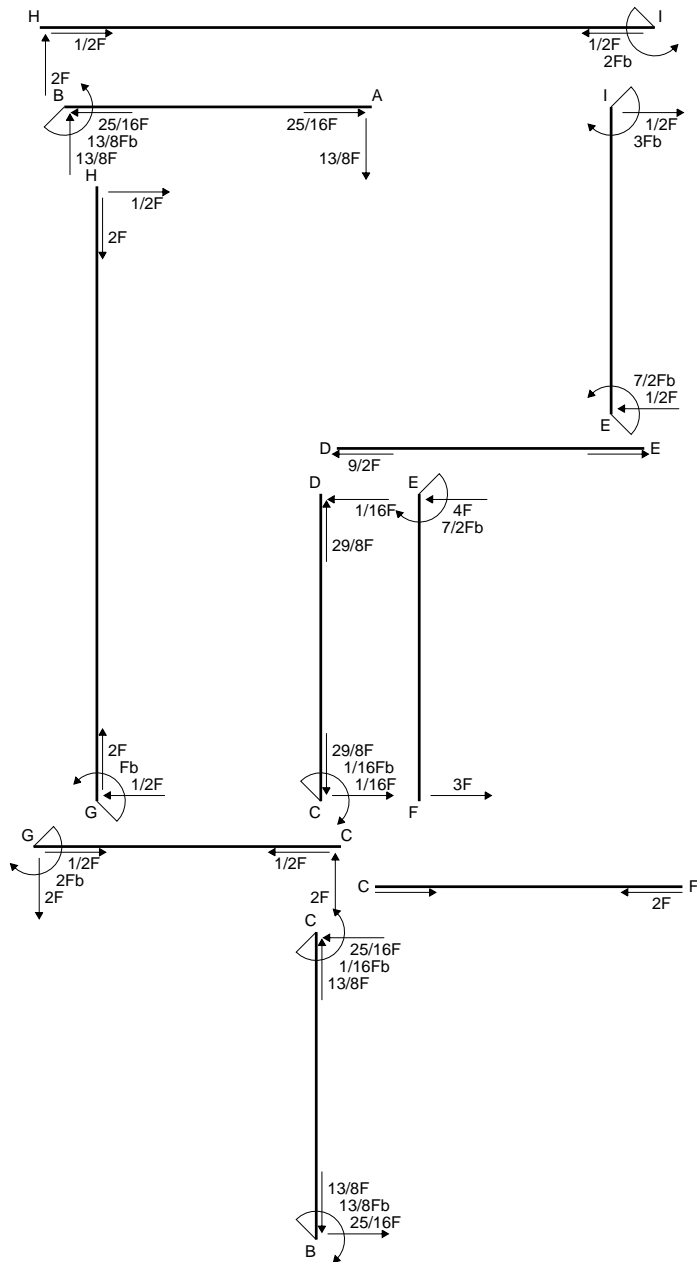 H I
1/2F 1/2F
2Fb
2F
B A
25/16F 25/16F
13/8Fb
13/8F 13/8F
I
1/2F
3Fb
H
1/2F
2F
7/2Fb
1/2F
E
D E
9/2F
D E
1/16F 4F
7/2Fb
29/8F
2F
Fb
1/2F
G
29/8F
1/16Fb
1/16F
C
3F
F
G C
1/2F 1/2F
2Fb
2F 2F
C F
2F
C
25/16F
1/16Fb
13/8F
13/8F
13/8Fb
25/16F
B